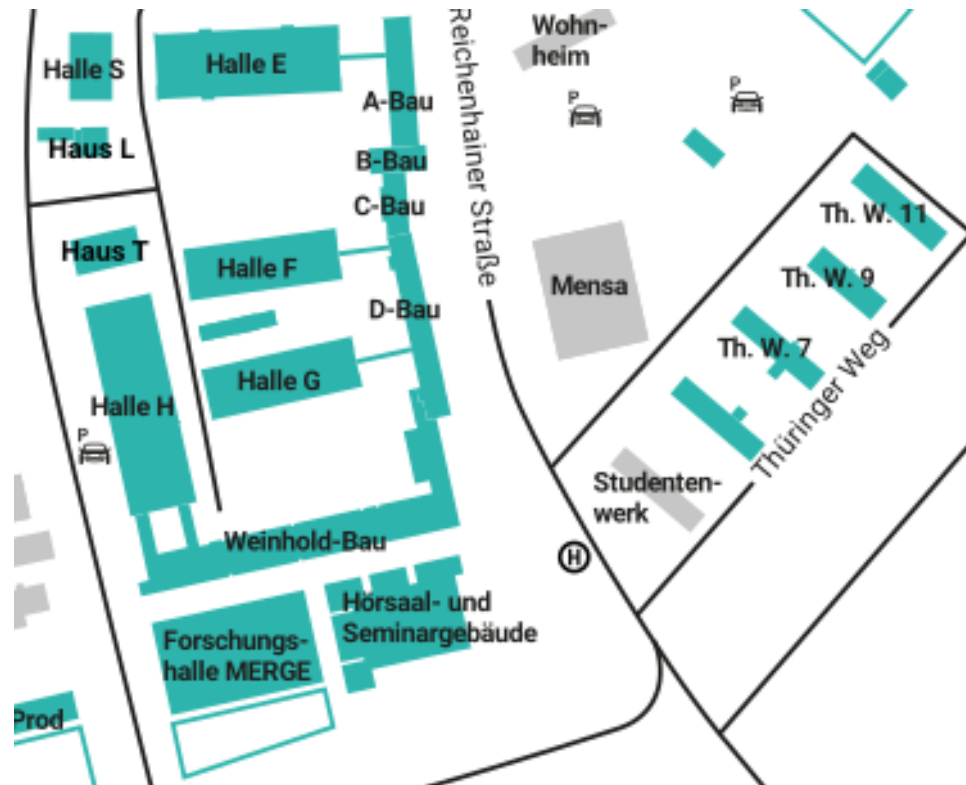 Wohn-
heim
Reichenhainer Straße
Halle S
Halle E
A-Bau
P
P
Haus L
B-Bau
C-Bau
Th. W. 11
Haus T
Halle F
Mensa
Th. W. 9
D-Bau
Th. W. 7
Halle G
Halle H
Thüringer Weg
P
Studenten-
werk
Weinhold-Bau
H
Hörsaal- und
Seminargebäude
Forschungs-
halle MERGE
Prod